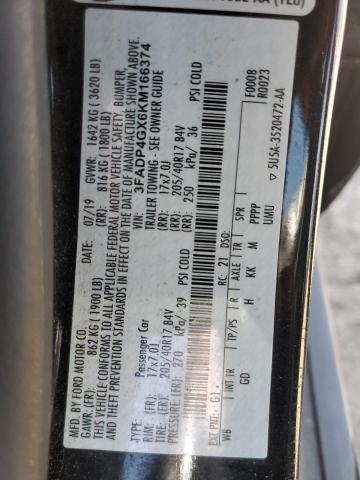 MFD. BY FORD MOTOR CO.
07/19 GVWR: 1642 KG ( 3620 LB)
GAWR: (FR): 862 KG ( 1900 LB) (RR): 816 KG ( 1800 LB)
THIS VEHICLE CONFORMS TO ALL APPLICABLE FEDERAL MOTOR VEHICLE SAFETY, BUMPER,
AND THEFT PREVENTION STANDARDS IN EFFECT ON THE DATE OF MANUFACTURE SHOWN ABOVE.
VIN: 3FADP4GX6KM166374
TYPE: Passenger Car TRAILER TOWING - SEE OWNER GUIDE
RIM: (FR): 17x7.0J (RR): 17x7.0J
TIRE: (FR): 205/40R17 84V (RR): 205/40R17 84V
PRESSURE: (FR): 270 kPa/ 39 PSI COLD (RR): 250 kPa/ 36 PSI COLD
EXT PNT: G1 RC: 21 DSO: F0008
R0023
WB INT TR TP/PS R AXLE TR SPR
GD H KK M PPPP UMU
5U5A-3520472-AA